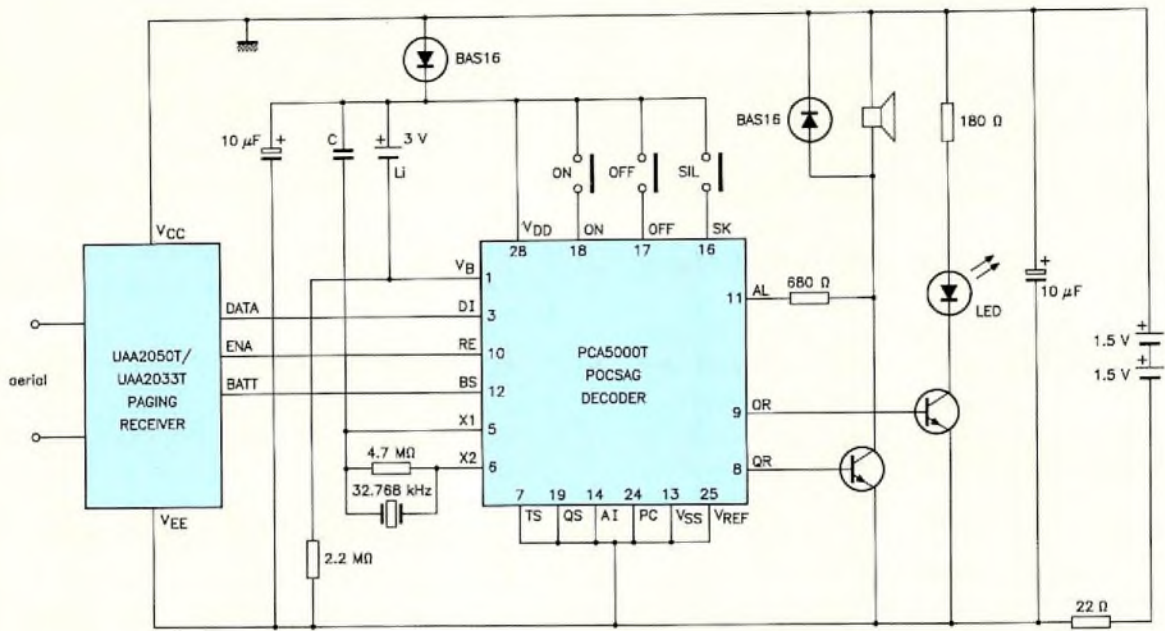 BAS16
10 μF
+
C
+
3 V
Li
BAS16
180 Ω
ON
OFF
SIL
VCC
VDD
ON
OFF
SK
28
18
17
16
VB
1
AL
11
680 Ω
LED
+
10 μF
DATA
DI
3
aerial
UAA2050T/
UAA2033T
PAGING
RECEIVER
ENA
RE
10
BATT
BS
12
PCA5000T
POCSAG
DECODER
+
1.5 V
+
1.5 V
X1
5
OR
9
4.7 MΩ
X2
6
QR
8
32.768 kHz
7
19
14
24
13
25
TS
QS
AI
PC
VSS
VREF
VEE
2.2 MΩ
22 Ω